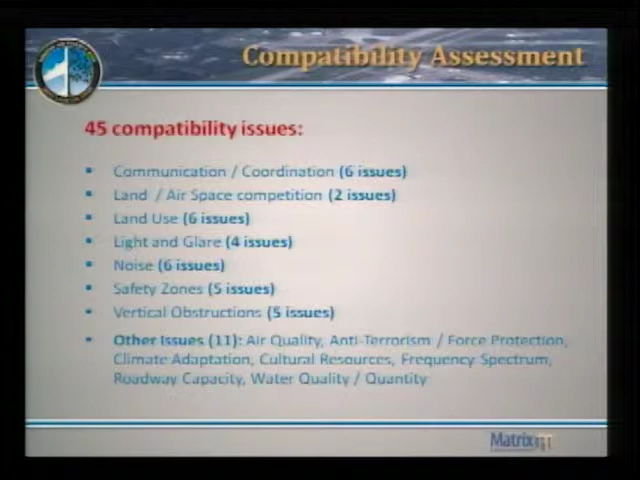 Compatibility Assessment
45 compatibility issues:
▪ Communication / Coordination (6 issues)
▪ Land / Air Space competition (2 issues)
▪ Land Use (6 issues)
▪ Light and Glare (4 issues)
▪ Noise (6 issues)
▪ Safety Zones (5 issues)
▪ Vertical Obstructions (5 issues)
▪ Other Issues (11): Air Quality, Anti-Terrorism / Force Protection,
Climate Adaptation, Cultural Resources, Frequency Spectrum,
Roadway Capacity, Water Quality / Quantity
Matrix